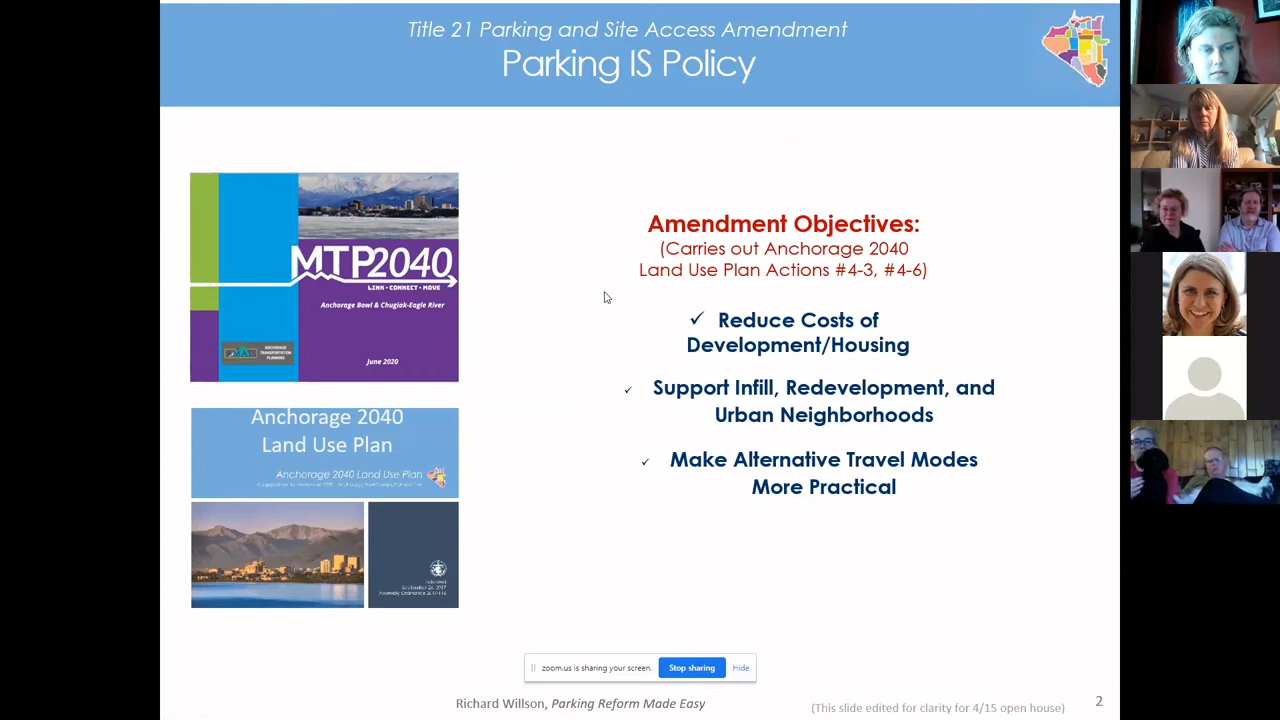 Title 21 Parking and Site Access Amendment
Parking IS Policy
MTP2040
LINK • CONNECT • MOVE
Anchorage Bowl & Chugiak-Eagle River
ANCHORAGE
TRANSPORTATION
PLANNING
June 2020
Anchorage 2040
Land Use Plan
Anchorage 2040 Land Use Plan
Amendment Objectives:
(Carries out Anchorage 2040
Land Use Plan Actions #4-3, #4-6)
✓ Reduce Costs of
Development/Housing
✓ Support Infill, Redevelopment, and
Urban Neighborhoods
✓ Make Alternative Travel Modes
More Practical
zoom.us is sharing your screen. Stop sharing Hide
Richard Willson, Parking Reform Made Easy
(This slide edited for clarity for 4/15 open house)
2